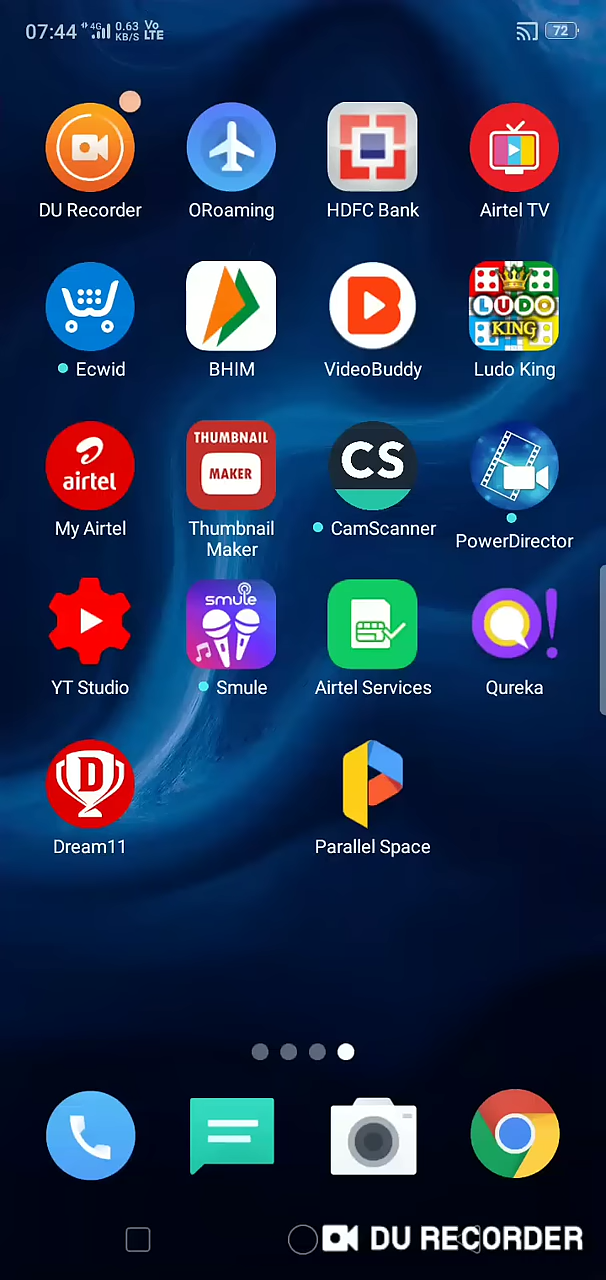 07:44 4G 0.63 KB/S Vo LTE 72
DU Recorder ORoaming HDFC Bank Airtel TV
LUDO
KING
Ecwid BHIM VideoBuddy Ludo King
airtel
THUMBNAIL
MAKER
CS
My Airtel Thumbnail Maker CamScanner PowerDirector
smule
YT Studio Smule Airtel Services Qureka
D
Dream11 Parallel Space
DU RECORDER